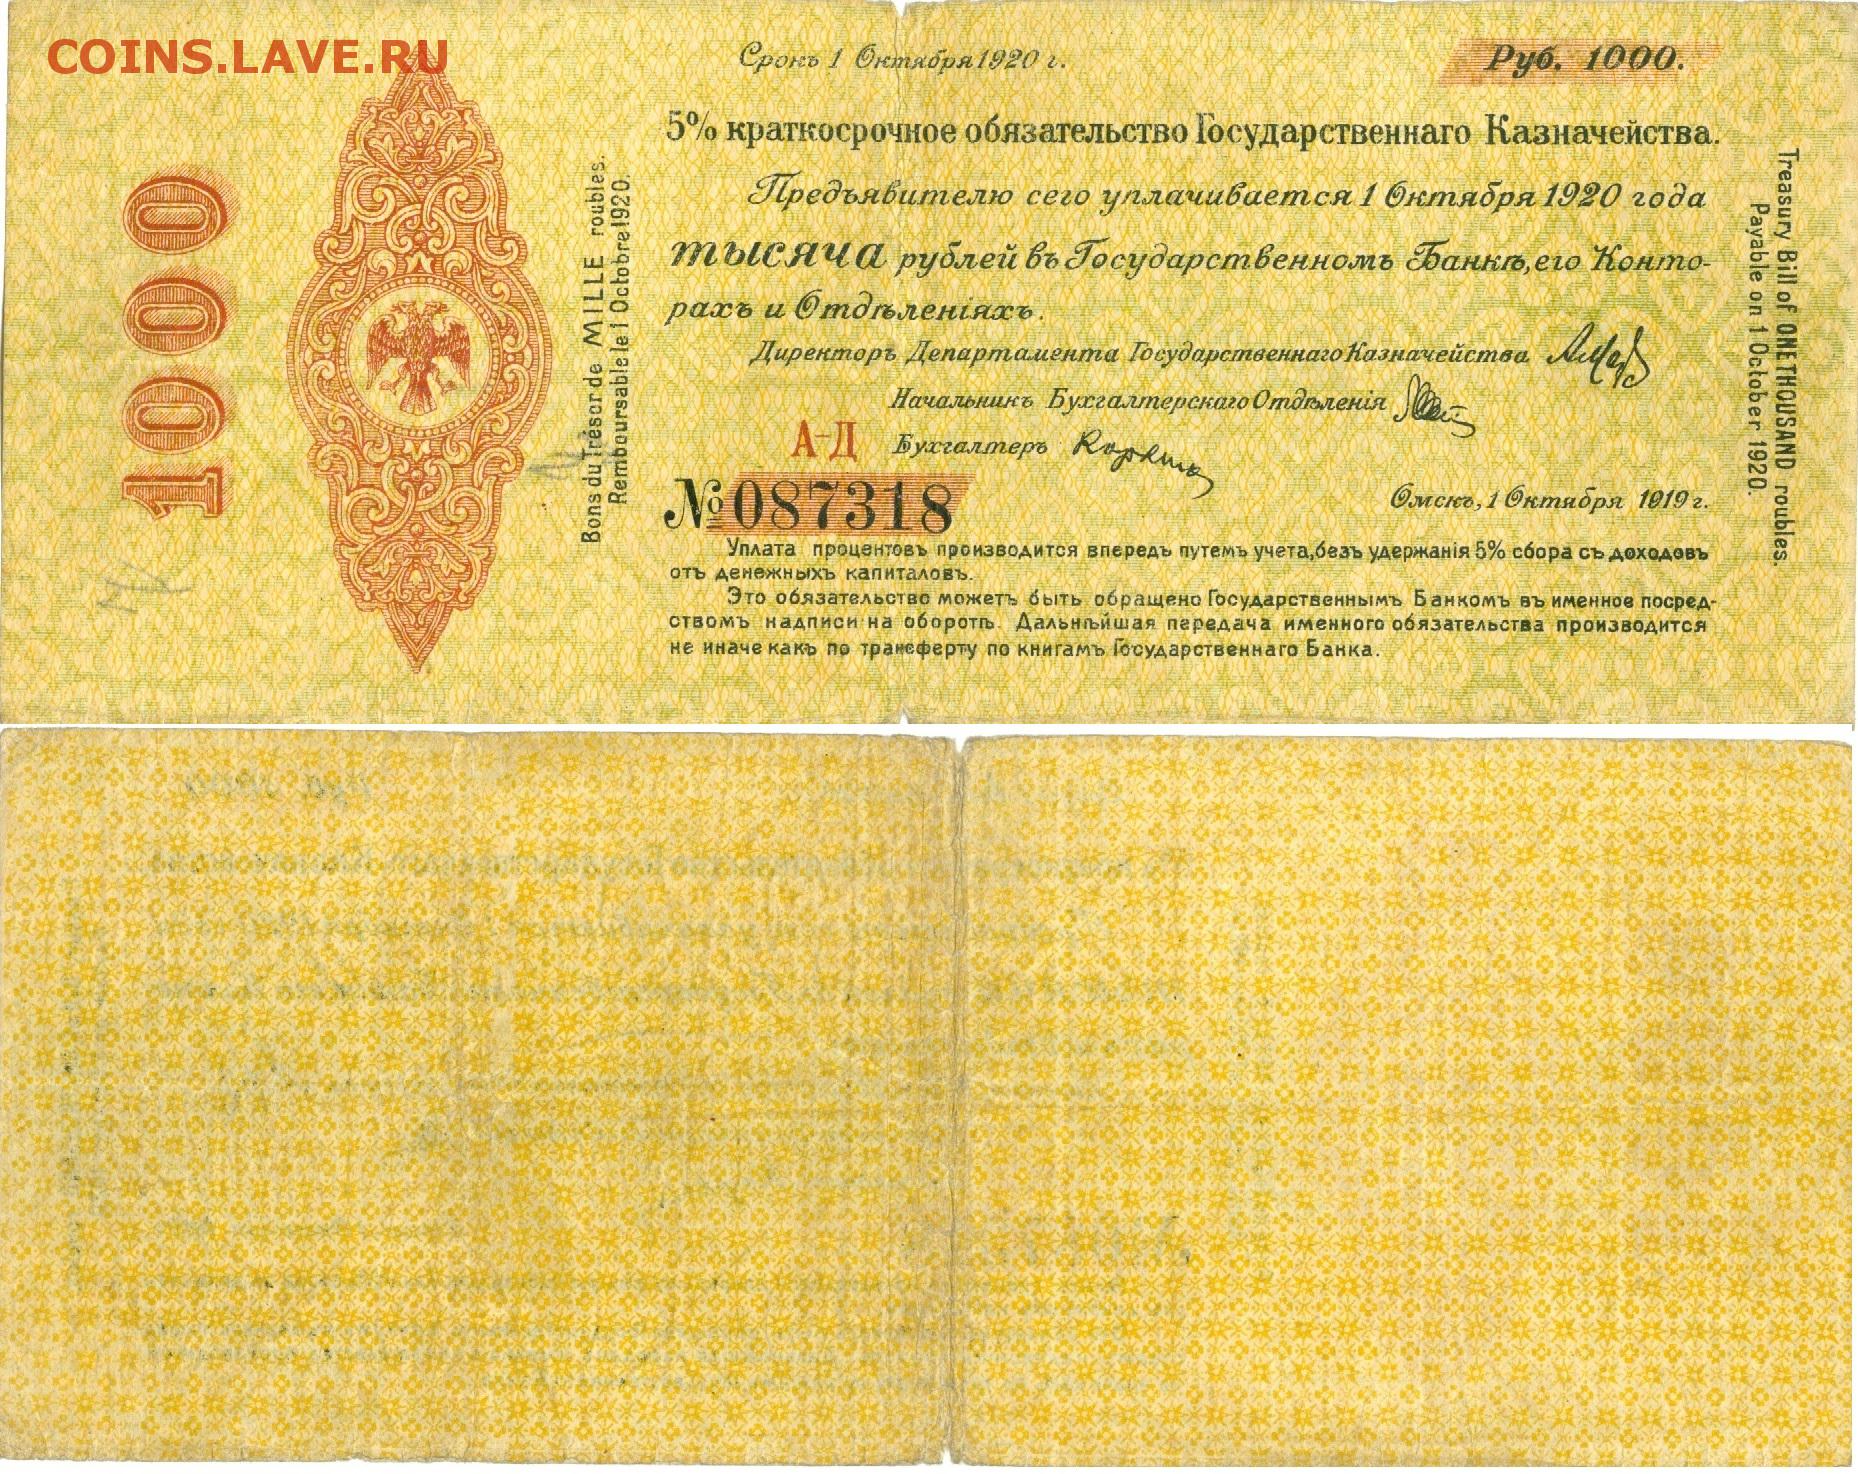 COINS.LAVE.RU
Срокъ 1 Октября 1920 г.
Руб. 1000.
1000
5% краткосрочное обязательство Государственнаго Казначейства.
Предъявителю сего уплачивается 1 Октября 1920 года
тысяча рублей въ Государственномъ Банкѣ, его Конто-
рахъ и Отдѣленіяхъ.
Директоръ Департамента Государственнаго Казначейства
Начальникъ Бухгалтерскаго Отдѣленія
А-Д Бухгалтеръ
№ 087318
Омскъ, 1 Октября 1919 г.
Уплата процентовъ производится впередъ путемъ учета, безъ удержанія 5% сбора съ доходовъ
отъ денежныхъ капиталовъ.
Это обязательство можетъ быть обращено Государственнымъ Банкомъ въ именное посред-
ствомъ надписи на оборотѣ. Дальнѣйшая передача именного обязательства производится
не иначе какъ по трансферту по книгамъ Государственнаго Банка.
Bons du Trésor de MILLE roubles.
Remboursable le 1 Octobre 1920.
Treasury Bill of ONE THOUSAND roubles.
Payable on 1 October 1920.